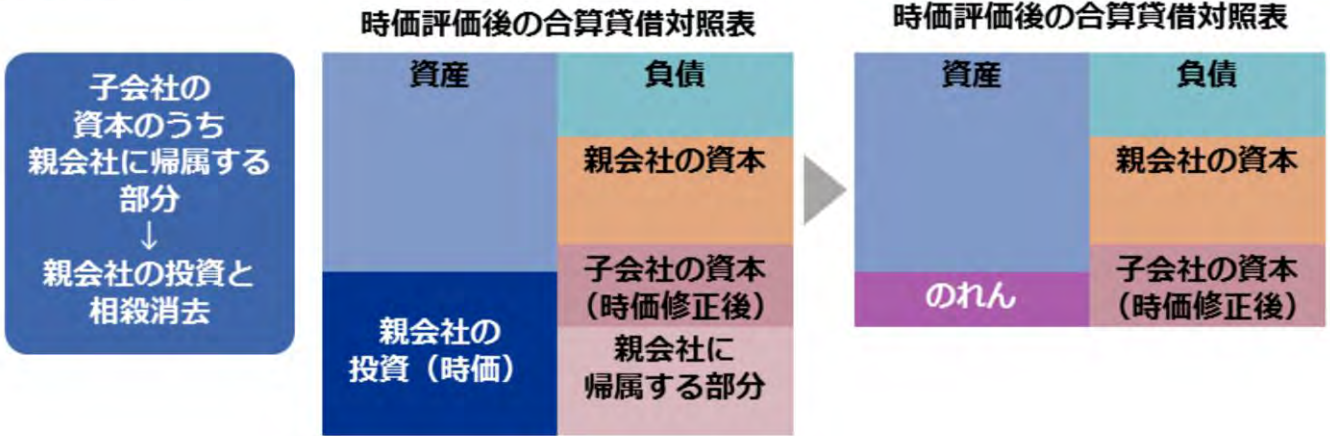 子会社の
資本のうち
親会社に帰属する
部分
↓
親会社の投資と
相殺消去
時価評価後の合算貸借対照表
資産
負債
親会社の資本
子会社の資本
（時価修正後）
親会社の
投資（時価）
親会社に
帰属する部分
時価評価後の合算貸借対照表
資産
負債
親会社の資本
のれん
子会社の資本
（時価修正後）